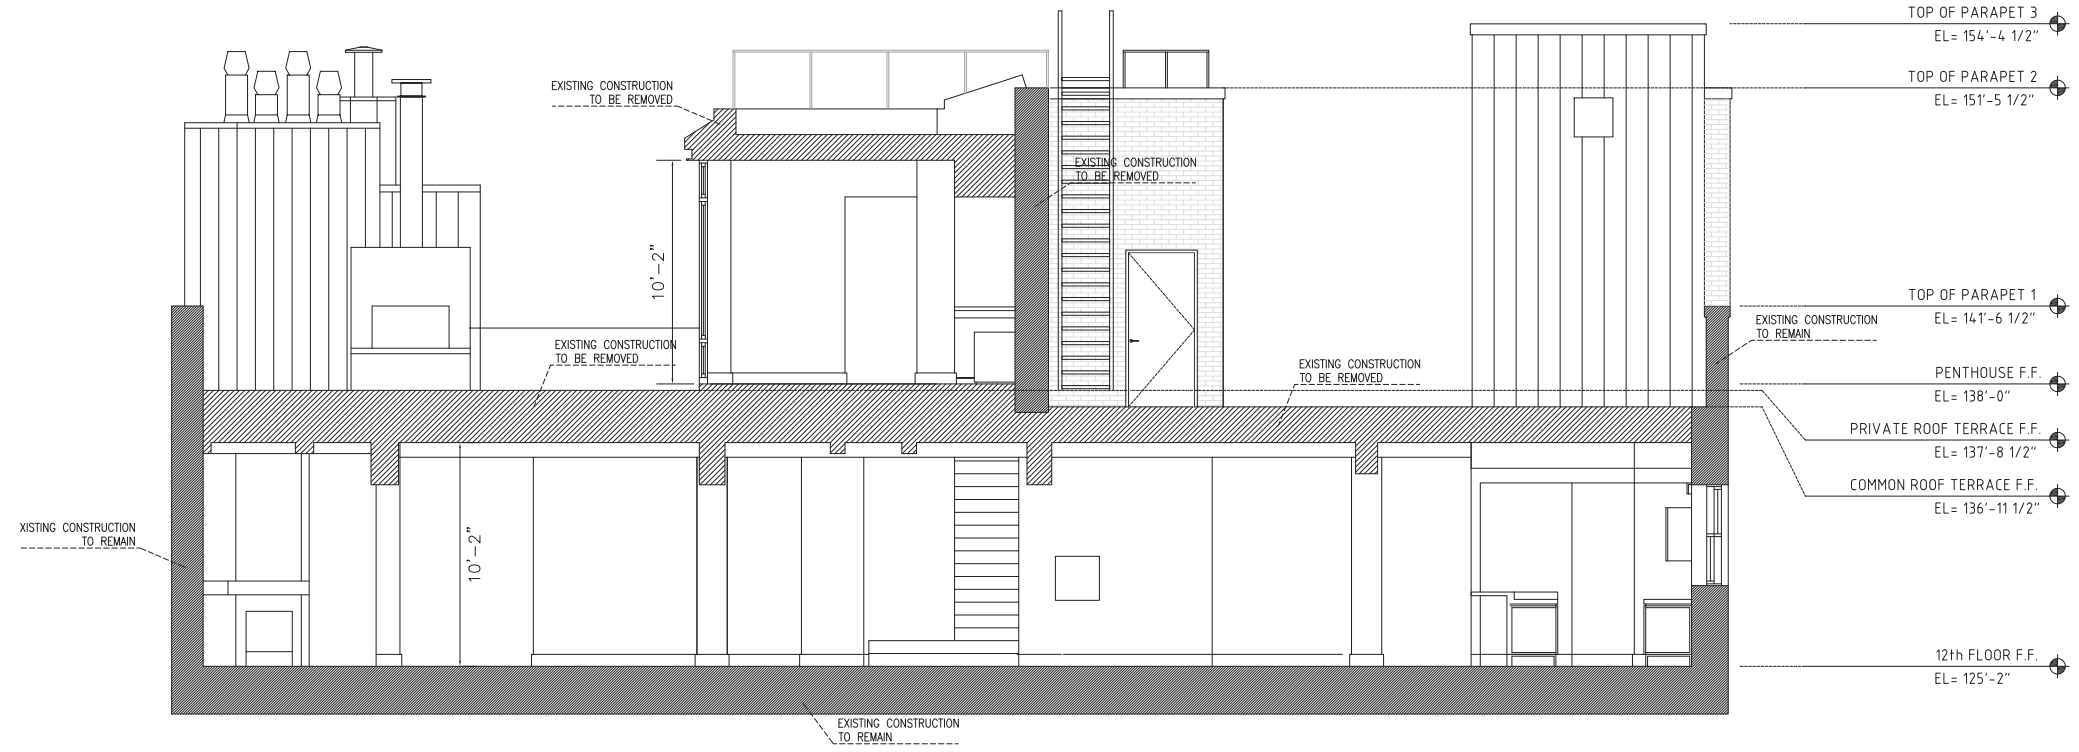 TOP OF PARAPET 3
EL= 154'-4 1/2"
TOP OF PARAPET 2
EL= 151'-5 1/2"
EXISTING CONSTRUCTION
TO BE REMOVED
EXISTING CONSTRUCTION
TO BE REMOVED
10'-2"
TOP OF PARAPET 1
EL= 141'-6 1/2"
EXISTING CONSTRUCTION
TO REMAIN
EXISTING CONSTRUCTION
TO BE REMOVED
EXISTING CONSTRUCTION
TO BE REMOVED
PENTHOUSE F.F.
EL= 138'-0"
PRIVATE ROOF TERRACE F.F.
EL= 137'-8 1/2"
COMMON ROOF TERRACE F.F.
EL= 136'-11 1/2"
XISTING CONSTRUCTION
TO REMAIN
10'-2"
12th FLOOR F.F.
EL= 125'-2"
EXISTING CONSTRUCTION
TO REMAIN